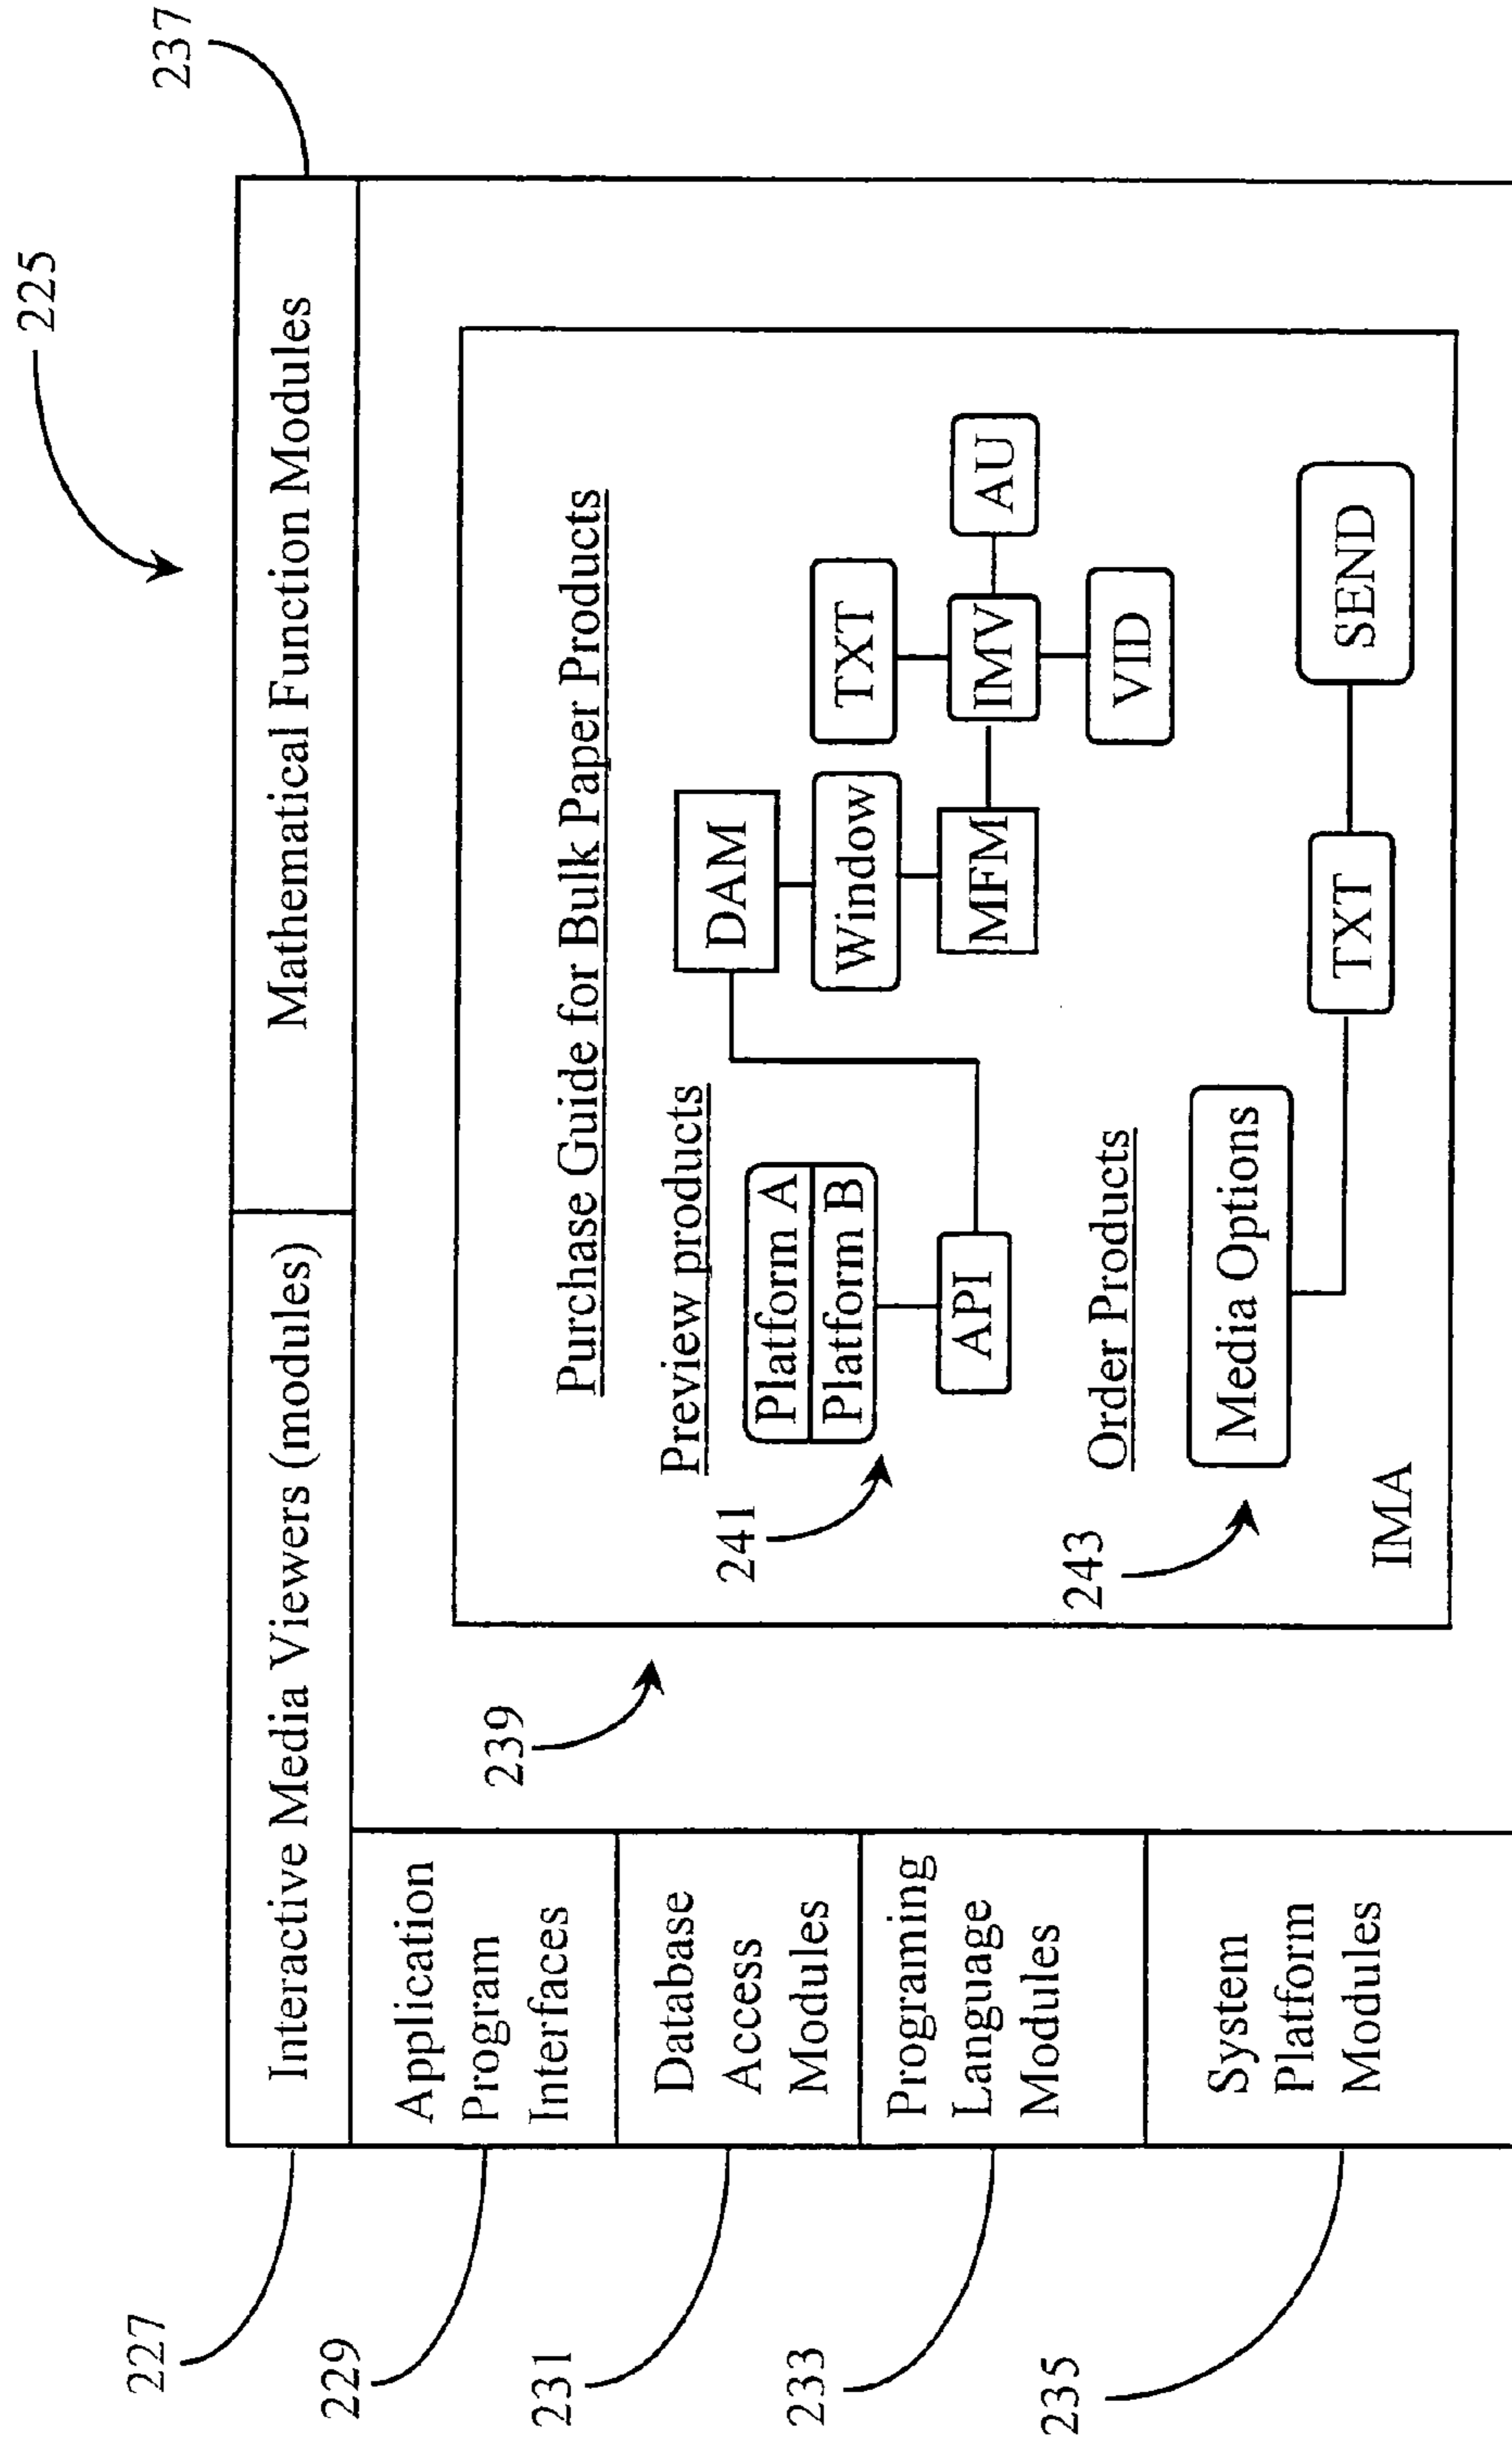 225
237
227
Interactive Media Viewers (modules)
Mathematical Function Modules
229
Application
Program
Interfaces
231
Database
Access
Modules
233
Programing
Language
Modules
235
System
Platform
Modules
239
Purchase Guide for Bulk Paper Products
Preview products
241
Platform A
Platform B
API
DAM
Window
MFM
TXT
IMV
AU
VID
Order Products
243
Media Options
TXT
SEND
IMA